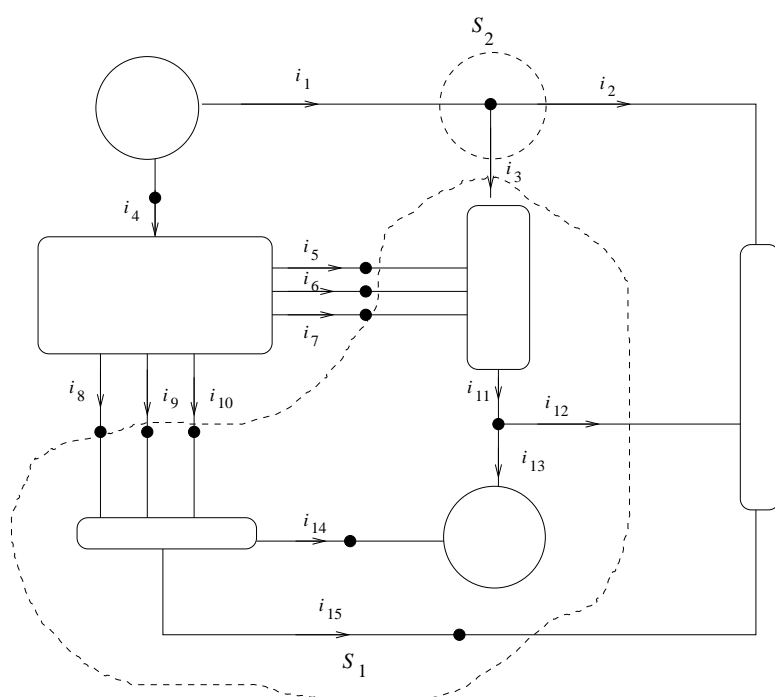 S₂
i₁
i₂
i₃
i₄
i₅
i₆
i₇
i₈ i₉ i₁₀
i₁₁
i₁₂
i₁₃
i₁₄
i₁₅
S₁